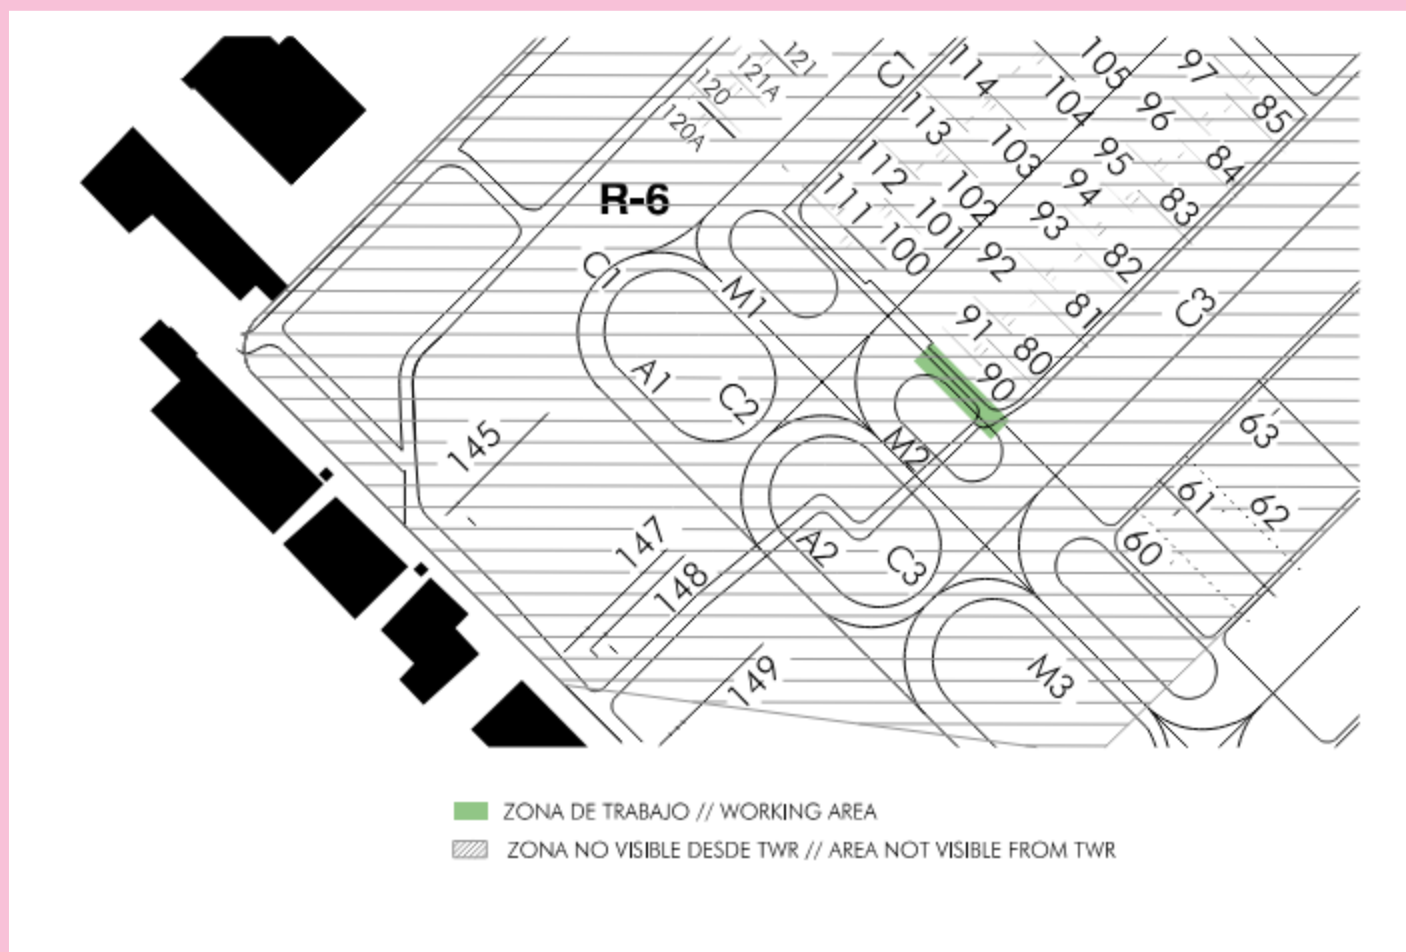 121
121A
120
120A
C1
114
113
112
111
105
104
103
102
101
100
97
96
95
94
93
92
91
90
85
84
83
82
81
80
R-6
C1
M1
A1
C2
C3
M2
A2
C3
M3
63
62
61
60
145
147
148
149
ZONA DE TRABAJO // WORKING AREA
ZONA NO VISIBLE DESDE TWR // AREA NOT VISIBLE FROM TWR